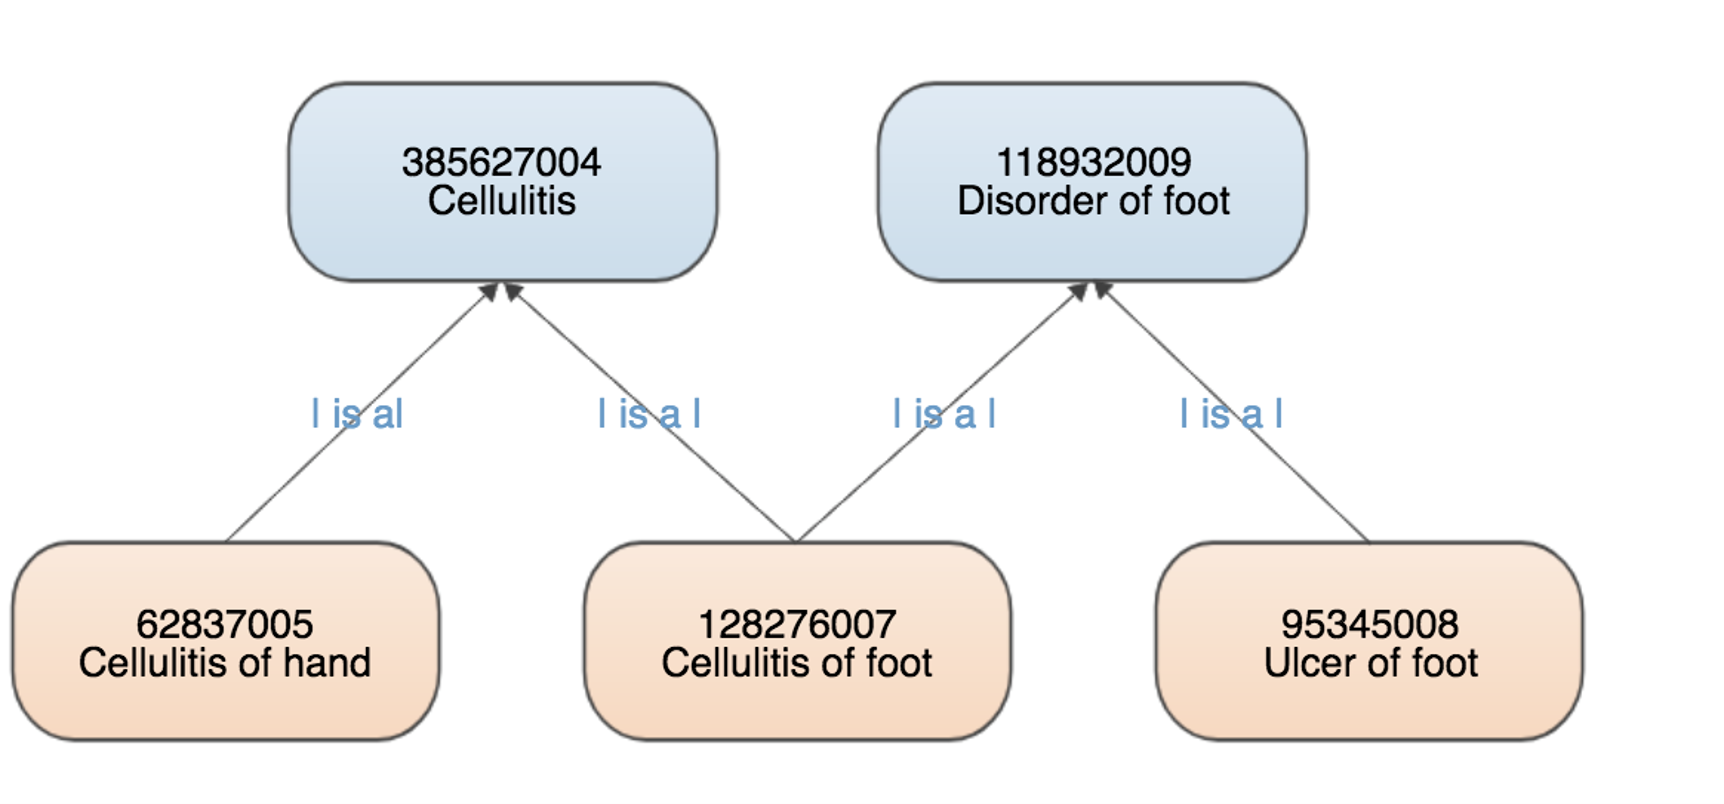 385627004
Cellulitis
118932009
Disorder of foot
| is a|
| is a |
| is a |
| is a |
62837005
Cellulitis of hand
128276007
Cellulitis of foot
95345008
Ulcer of foot